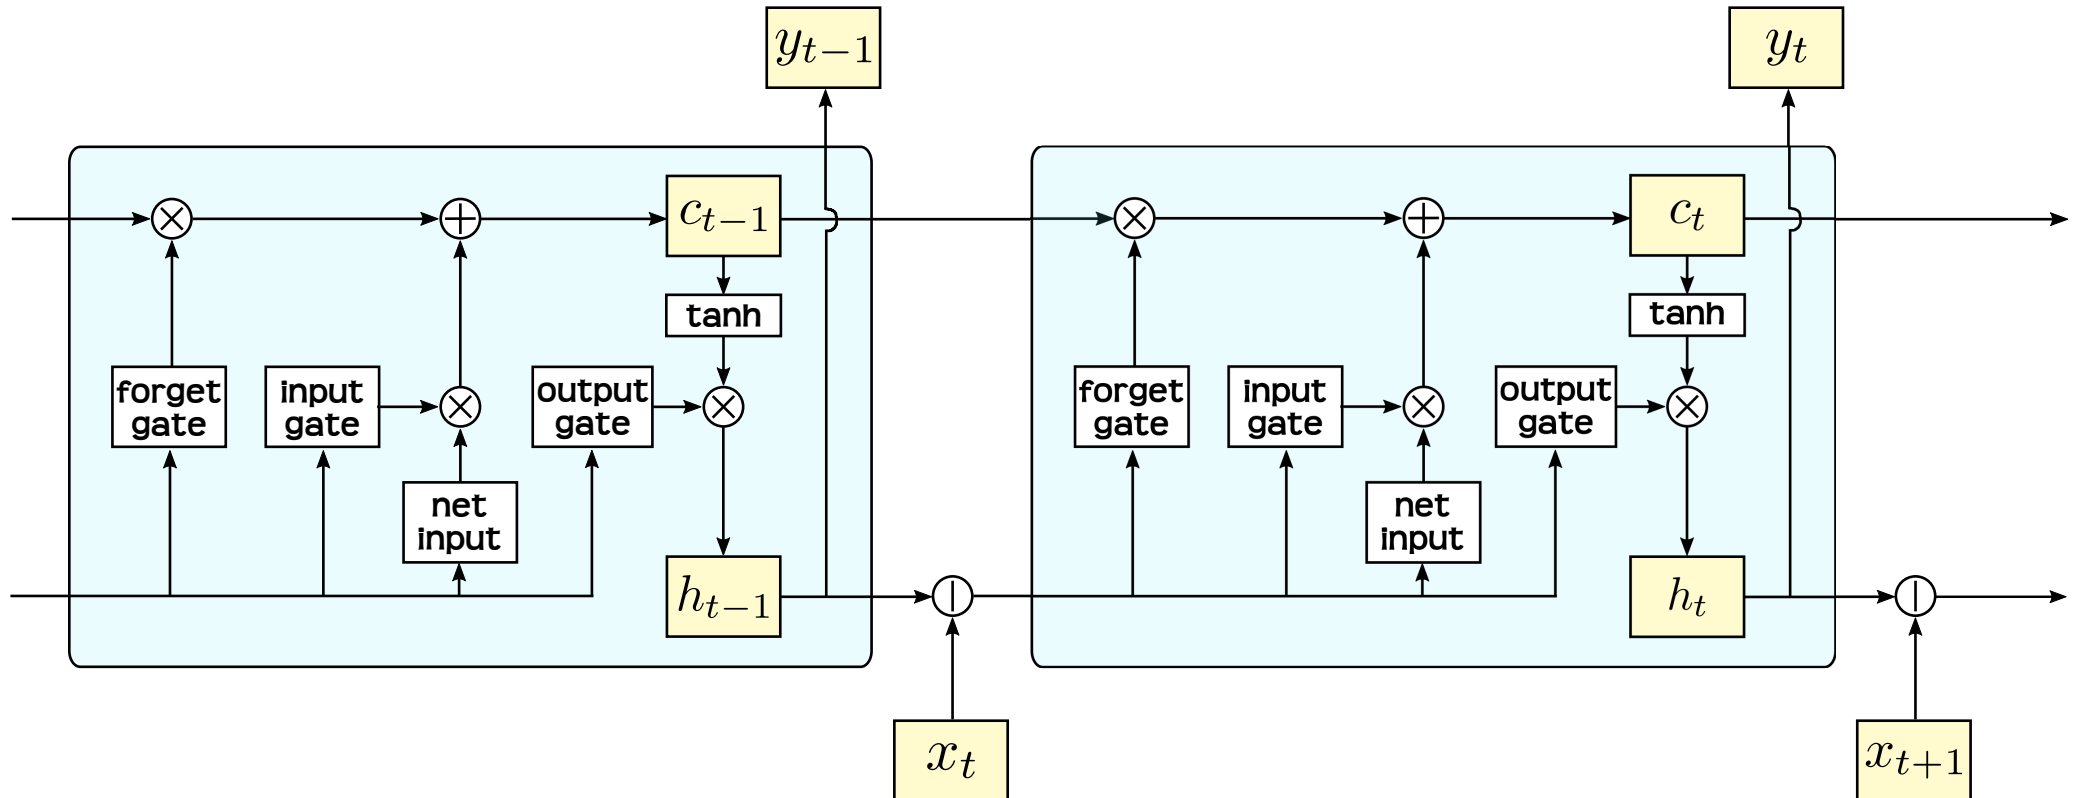 y_{t-1}
y_t
c_{t-1}
c_t
tanh
tanh
forget
gate
input
gate
output
gate
forget
gate
input
gate
output
gate
net
input
net
input
h_{t-1}
h_t
x_t
x_{t+1}